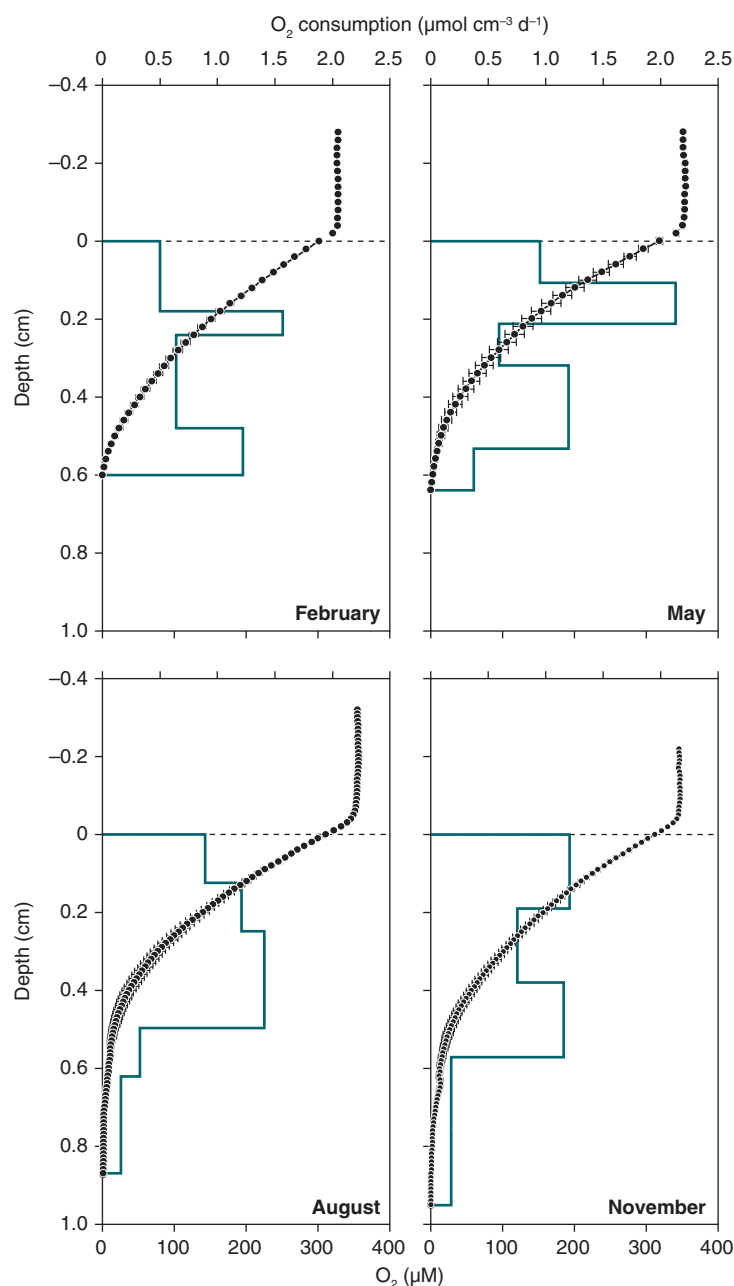 O₂ consumption (µmol cm⁻³ d⁻¹)
0 0.5 1.0 1.5 2.0 2.5 0 0.5 1.0 1.5 2.0 2.5
–0.4
–0.2
0
0.2
0.4
0.6
0.8
1.0
Depth (cm)
February
May
–0.4
–0.2
0
0.2
0.4
0.6
0.8
1.0
Depth (cm)
August
November
0 100 200 300 400 0 100 200 300 400
O₂ (µM)